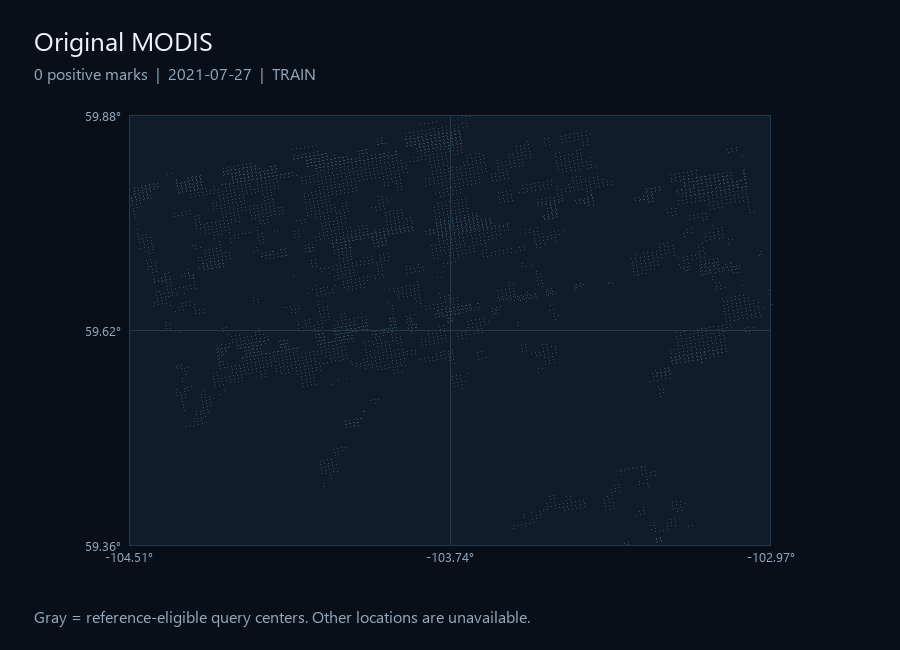 Original MODIS
0 positive marks | 2021-07-27 | TRAIN
59.88°
59.62°
59.36°
-104.51°
-103.74°
-102.97°
Gray = reference-eligible query centers. Other locations are unavailable.